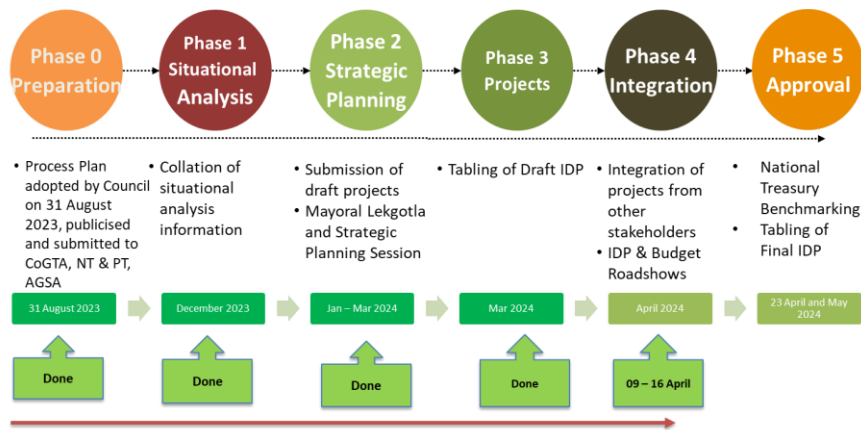 Phase 0
Preparation
Phase 1
Situational
Analysis
Phase 2
Strategic
Planning
Phase 3
Projects
Phase 4
Integration
Phase 5
Approval
• Process Plan
adopted by Council
on 31 August
2023, publicised
and submitted to
CoGTA, NT & PT,
AGSA
• Collation of
situational
analysis
information
• Submission of
draft projects
• Mayoral Lekgotla
and Strategic
Planning Session
• Tabling of Draft IDP
• Integration of
projects from
other
stakeholders
• IDP & Budget
Roadshows
• National
Treasury
Benchmarking
• Tabling of
Final IDP
31 August 2023
December 2023
Jan – Mar 2024
Mar 2024
April 2024
23 April and May
2024
Done
Done
Done
Done
09 – 16 April